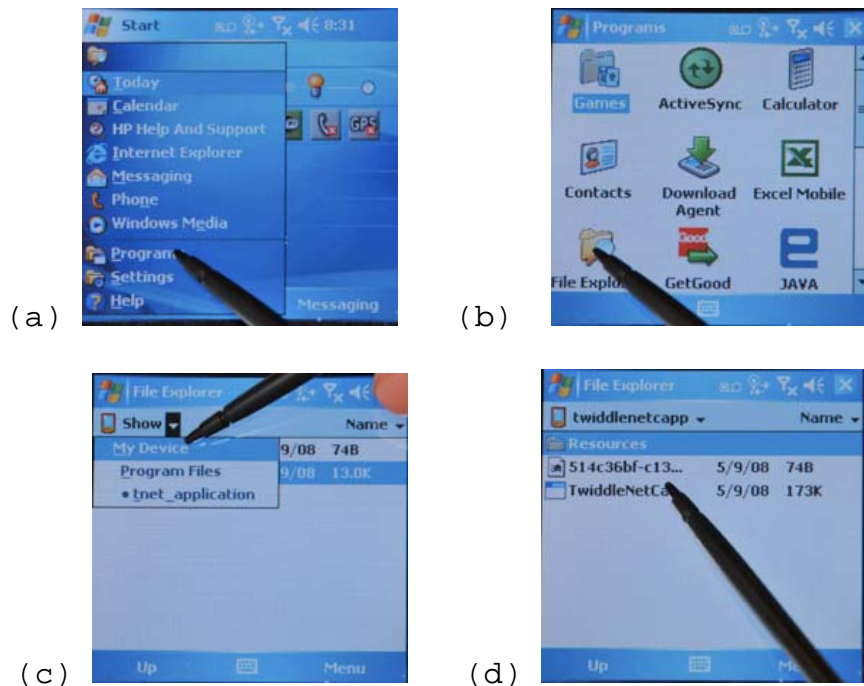 Start 8:31
Today
Calendar
HP Help And Support
Internet Explorer
Messaging
Phone
Windows Media
Settings
Help
Messaging
GPS
(a)
Programs
Games ActiveSync Calculator
Contacts Download Agent Excel Mobile
Good
File GetGood JAVA
(b)
File Explorer
Show Name
My Device 9/08 74B
Program Files 9/08 13.0K
tnet_application
Up Menu
(c)
File Explorer
twiddlenetcapp Name
Resources
514c36bf-c13... 5/9/08 74B
5/9/08 173K
Up
(d)